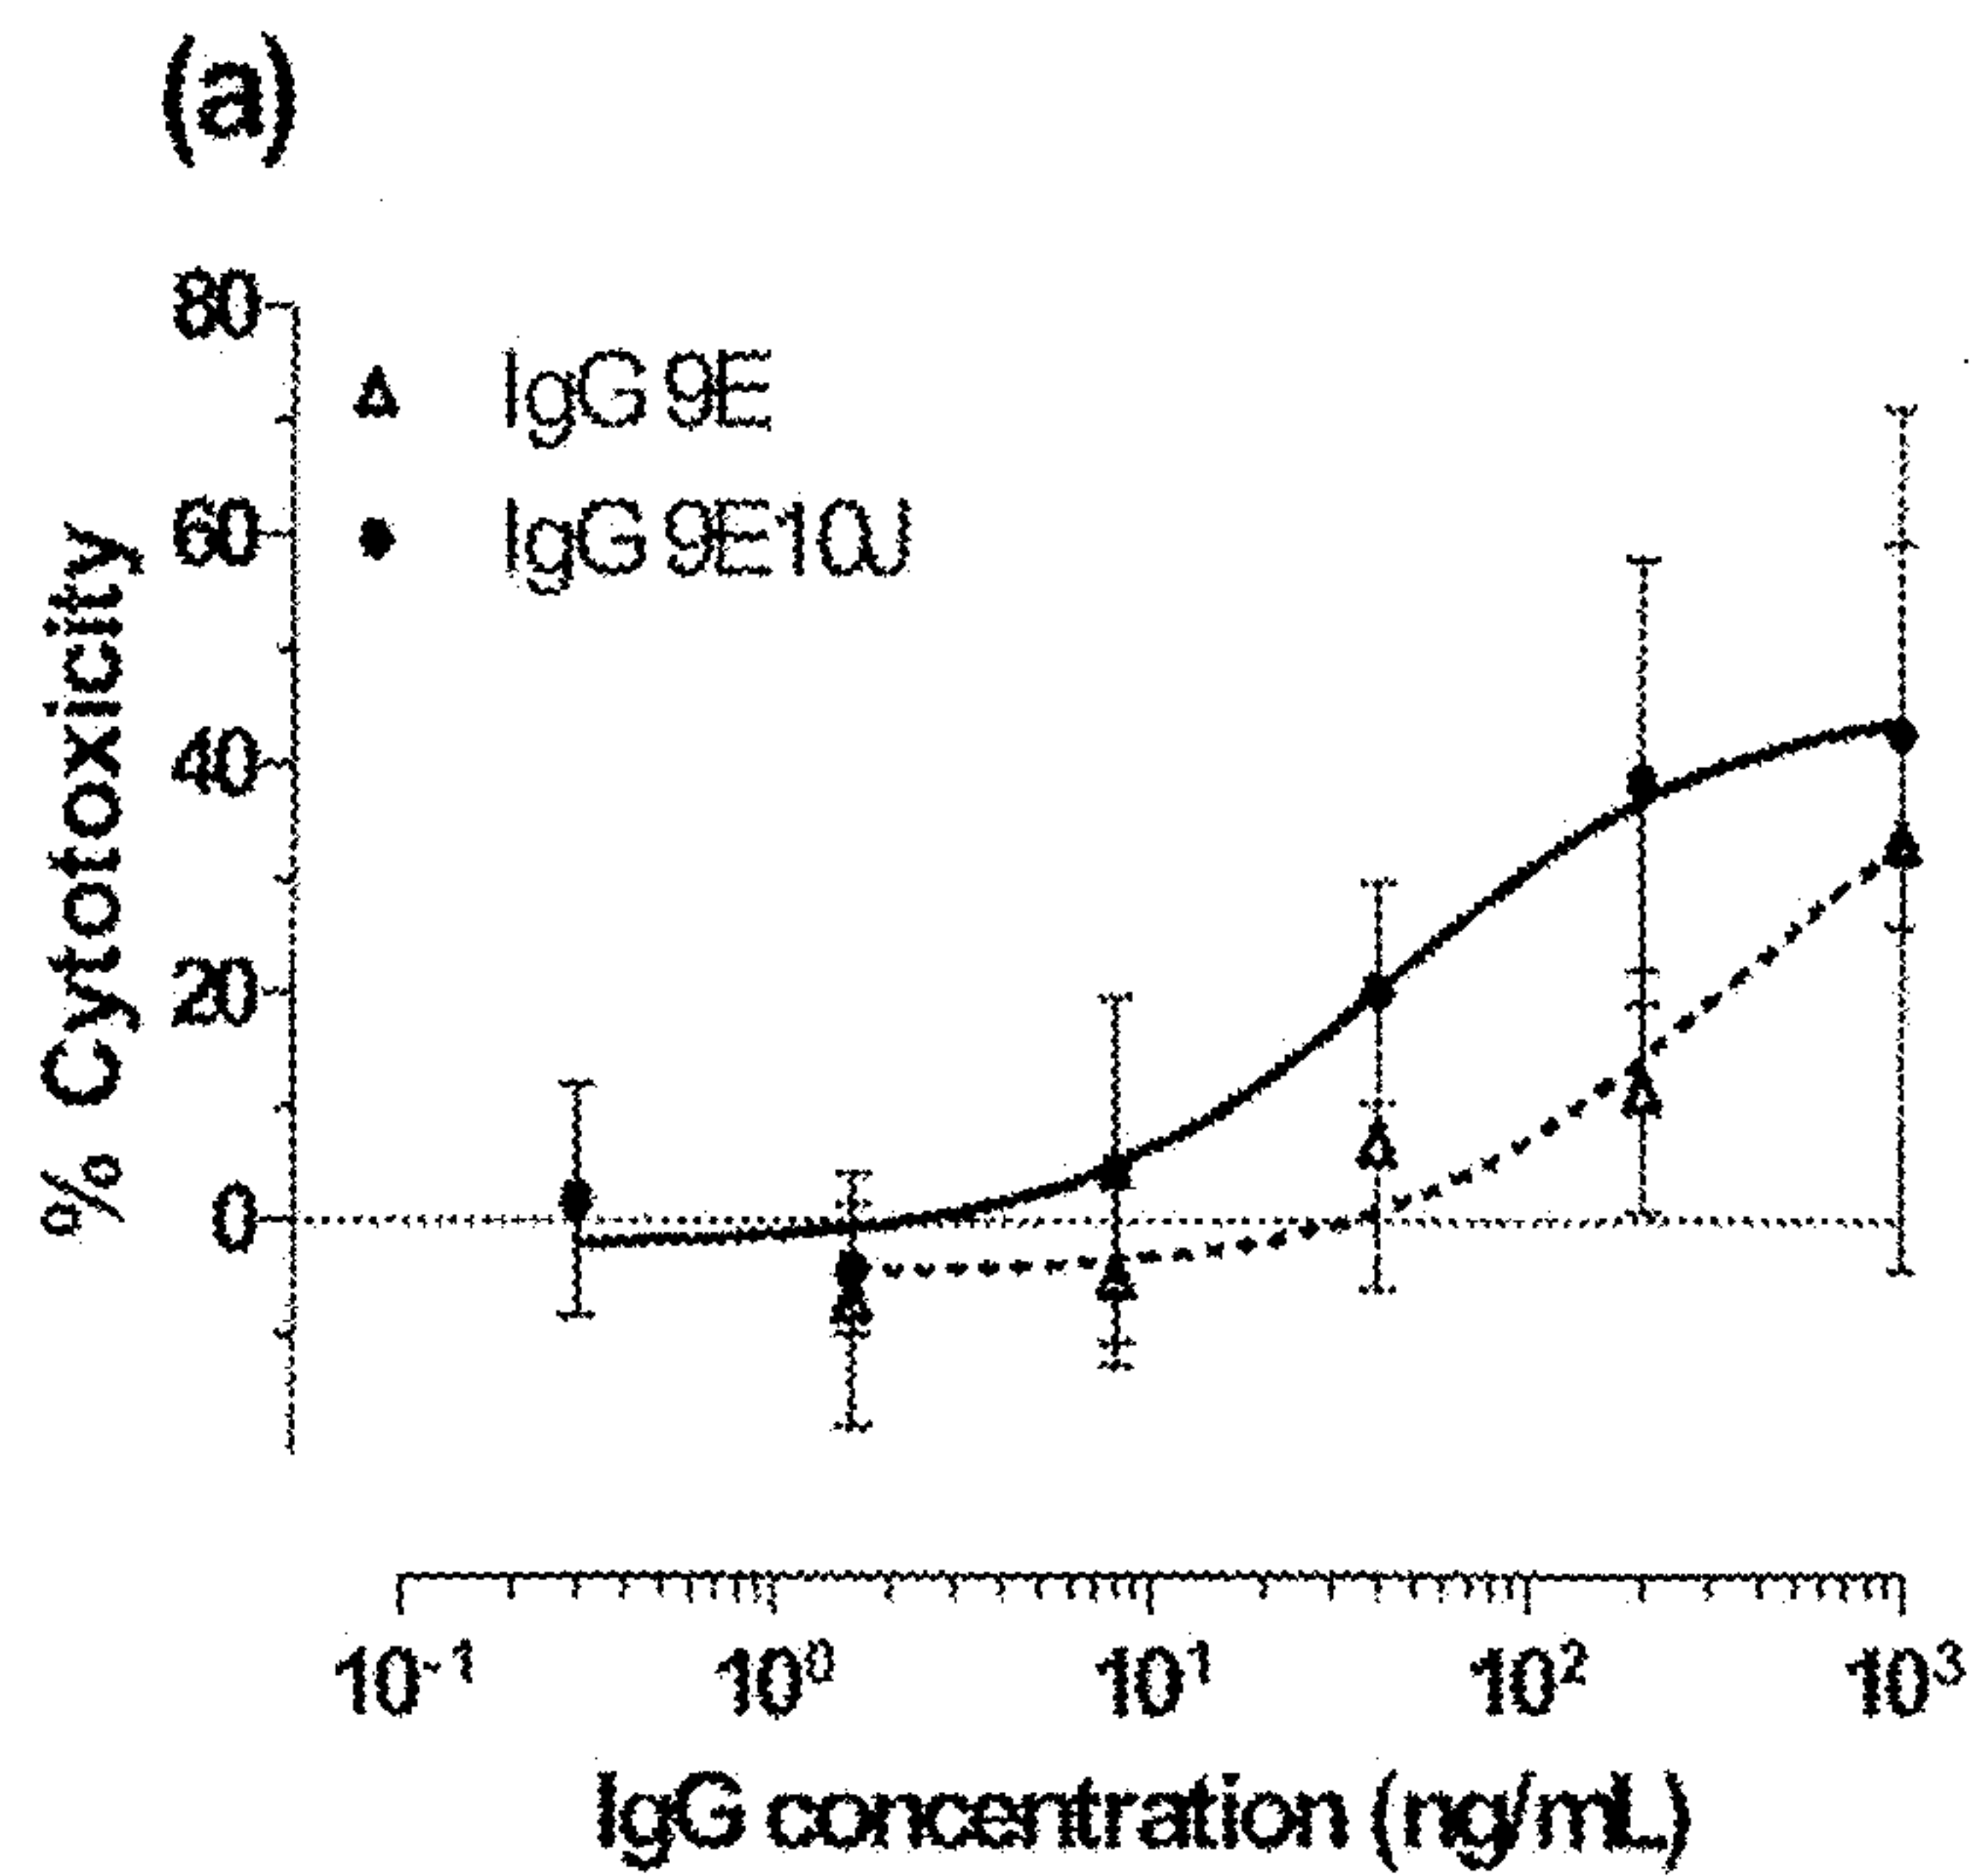 (a)
80
60
40
20
0
% Cytotoxicity
IgG 9E
IgG 9E10J
10⁻¹ 10⁰ 10¹ 10² 10³
IgG concentration (ng/mL)